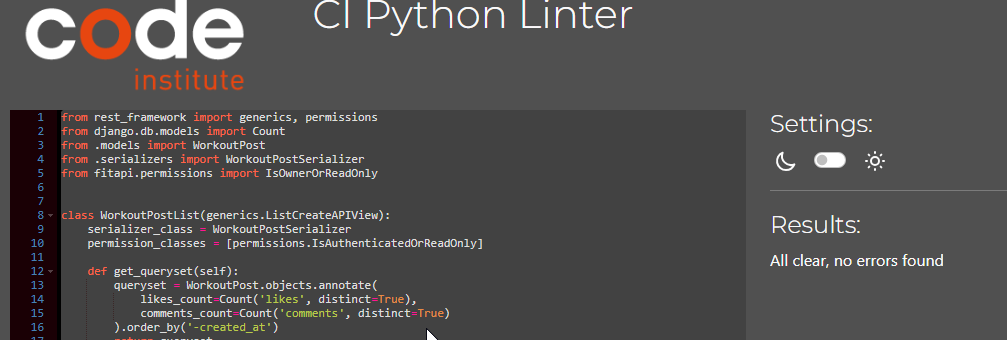 code
institute
CI Python Linter
1 from rest_framework import generics, permissions
2 from django.db.models import Count
3 from .models import WorkoutPost
4 from .serializers import WorkoutPostSerializer
5 from fitapi.permissions import IsOwnerOrReadOnly
6
7
8 class WorkoutPostList(generics.ListCreateAPIView):
9 serializer_class = WorkoutPostSerializer
10 permission_classes = [permissions.IsAuthenticatedOrReadOnly]
11
12 def get_queryset(self):
13 queryset = WorkoutPost.objects.annotate(
14 likes_count=Count('likes', distinct=True),
15 comments_count=Count('comments', distinct=True)
16 ).order_by('-created_at')
17 return queryset
Settings:
Results:
All clear, no errors found